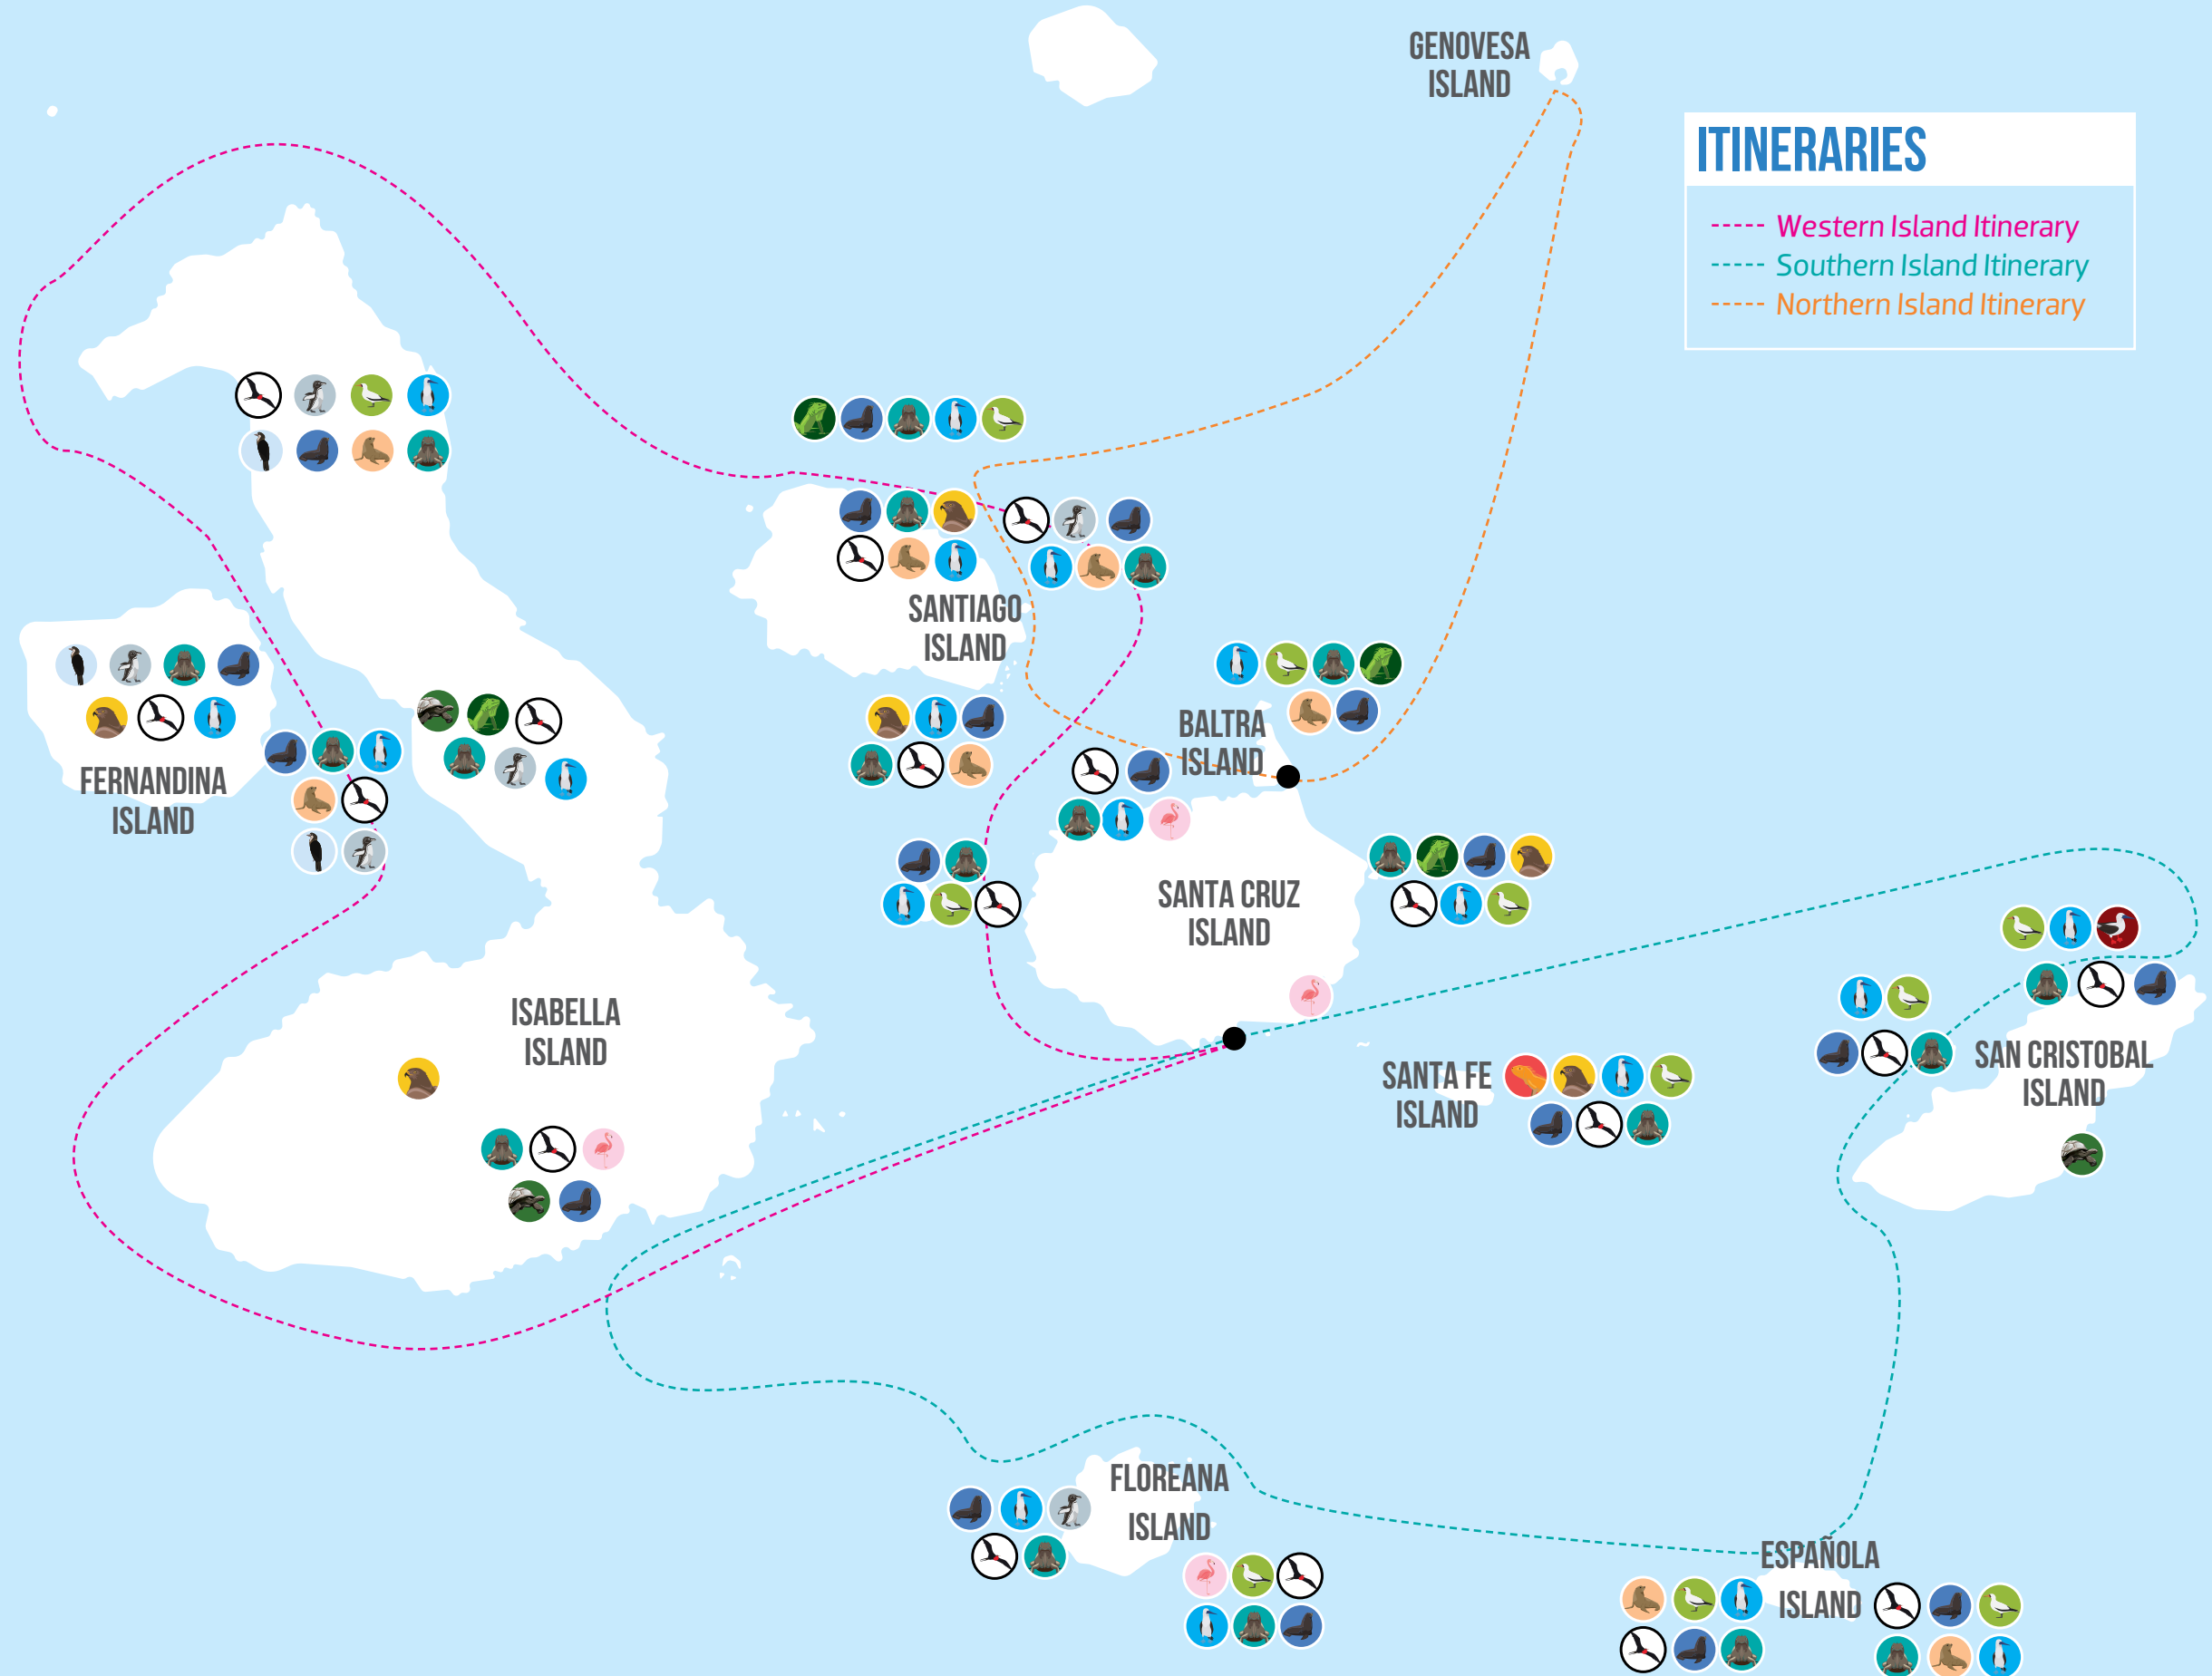 GENOVESA
ISLAND
ITINERARIES
Western Island Itinerary
Southern Island Itinerary
Northern Island Itinerary
SANTIAGO
ISLAND
BALTRA
ISLAND
FERNANDINA
ISLAND
SANTA CRUZ
ISLAND
ISABELLA
ISLAND
SANTA FE
ISLAND
SAN CRISTOBAL
ISLAND
FLOREANA
ISLAND
ESPAÑOLA
ISLAND